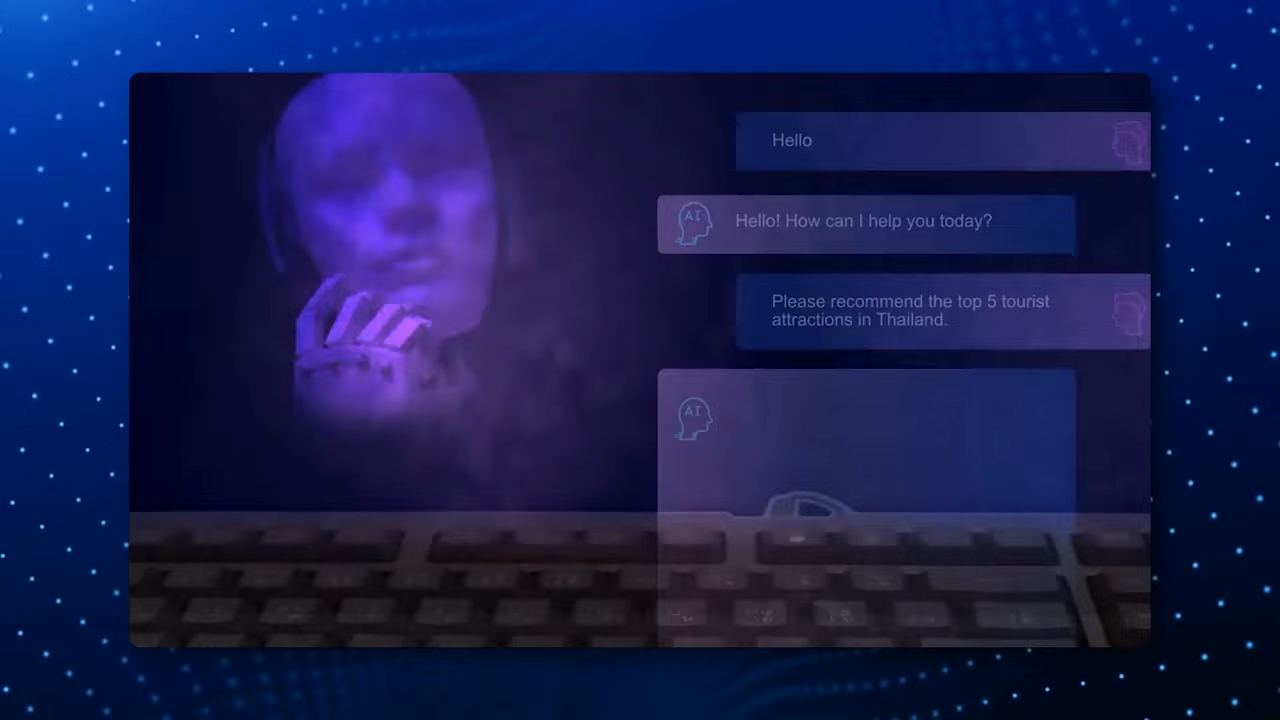 Hello
AI
Hello! How can I help you today?
Please recommend the top 5 tourist
attractions in Thailand.
AI